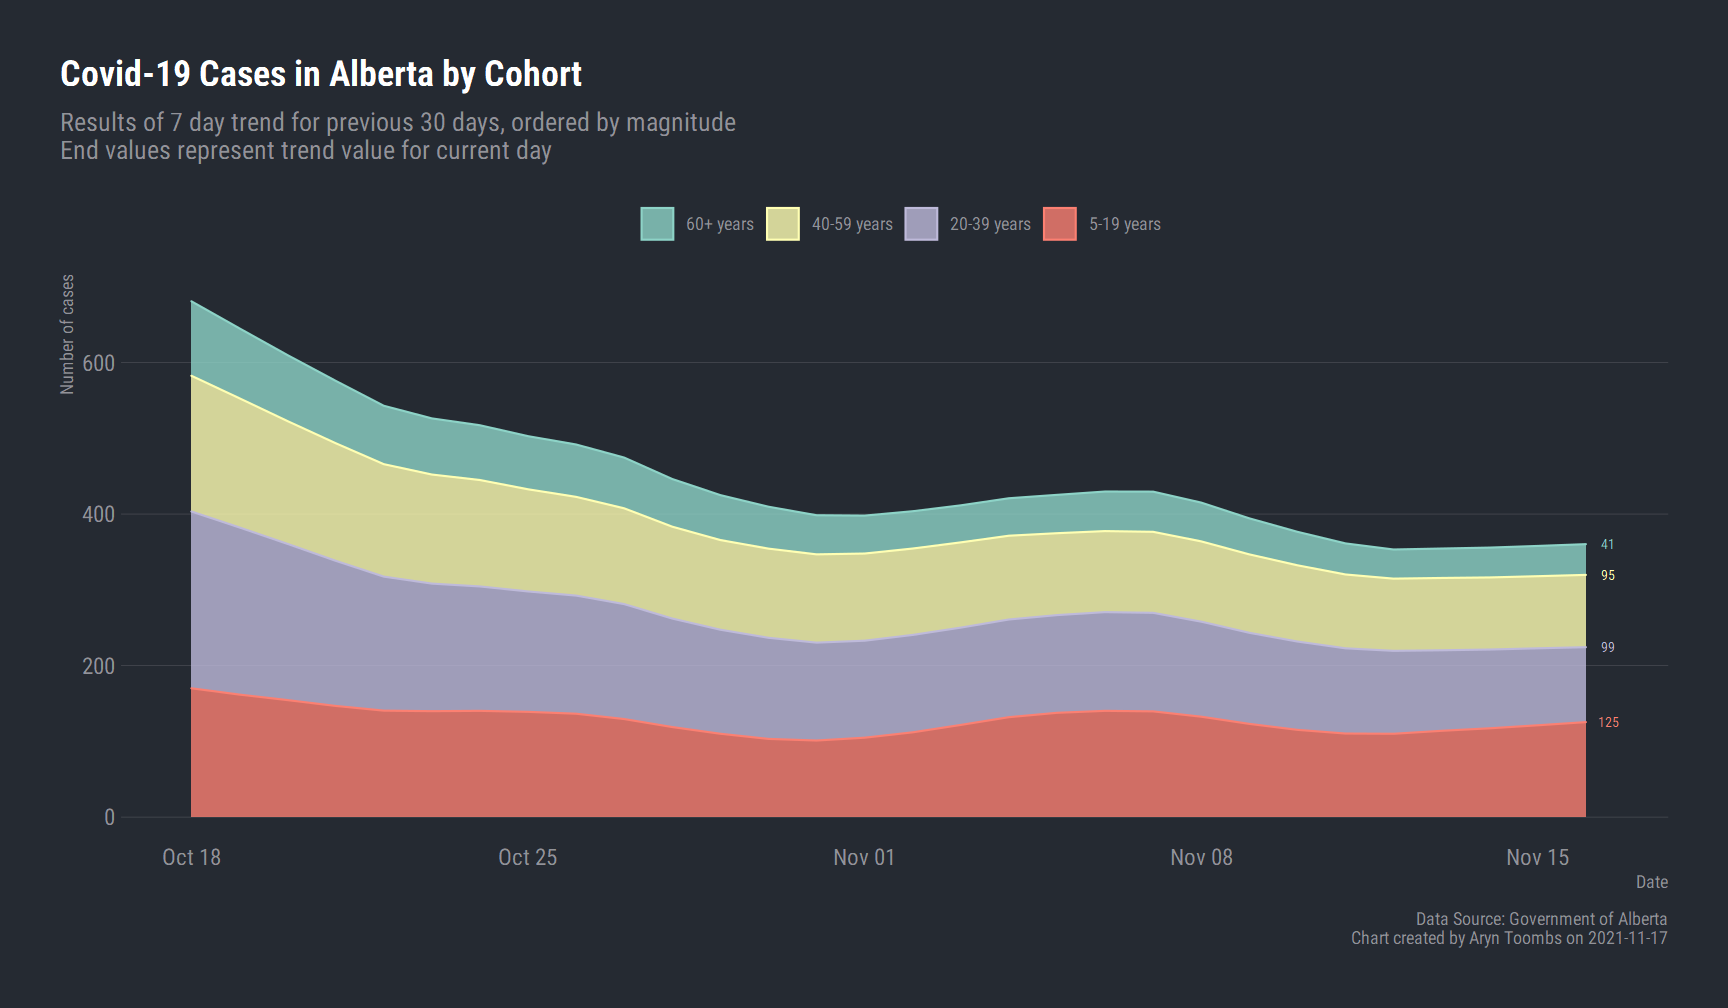 Covid-19 Cases in Alberta by Cohort
Results of 7 day trend for previous 30 days, ordered by magnitude
End values represent trend value for current day
60+ years
40-59 years
20-39 years
5-19 years
Number of cases
600
400
200
0
41
95
99
125
Oct 18
Oct 25
Nov 01
Nov 08
Nov 15
Date
Data Source: Government of Alberta
Chart created by Aryn Toombs on 2021-11-17